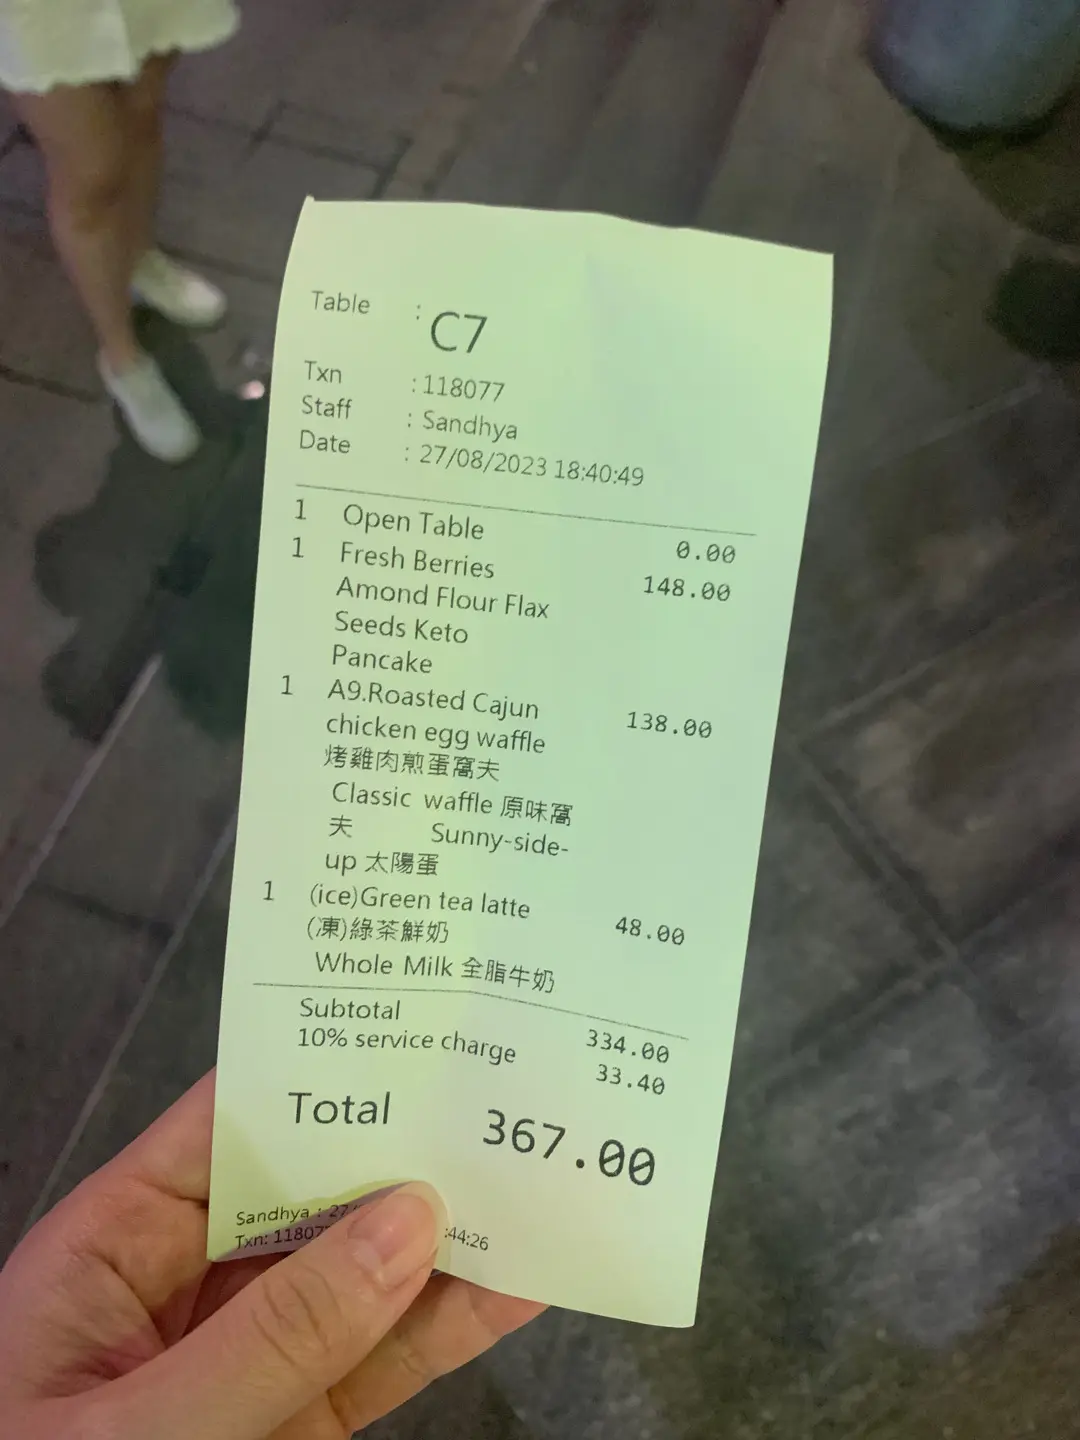 Table : C7
Txn : 118077
Staff : Sandhya
Date : 27/08/2023 18:40:49
1 Open Table 0.00
1 Fresh Berries 148.00
Amond Flour Flax
Seeds Keto
Pancake
1 A9.Roasted Cajun 138.00
chicken egg waffle
烤雞肉煎蛋窩夫
Classic waffle 原味窩
夫 Sunny-side-
up 太陽蛋
1 (ice)Green tea latte 48.00
(凍)綠茶鮮奶
Whole Milk 全脂牛奶
Subtotal 334.00
10% service charge 33.40
Total 367.00
Sandhya : 27 :44:26
Txn: 11807